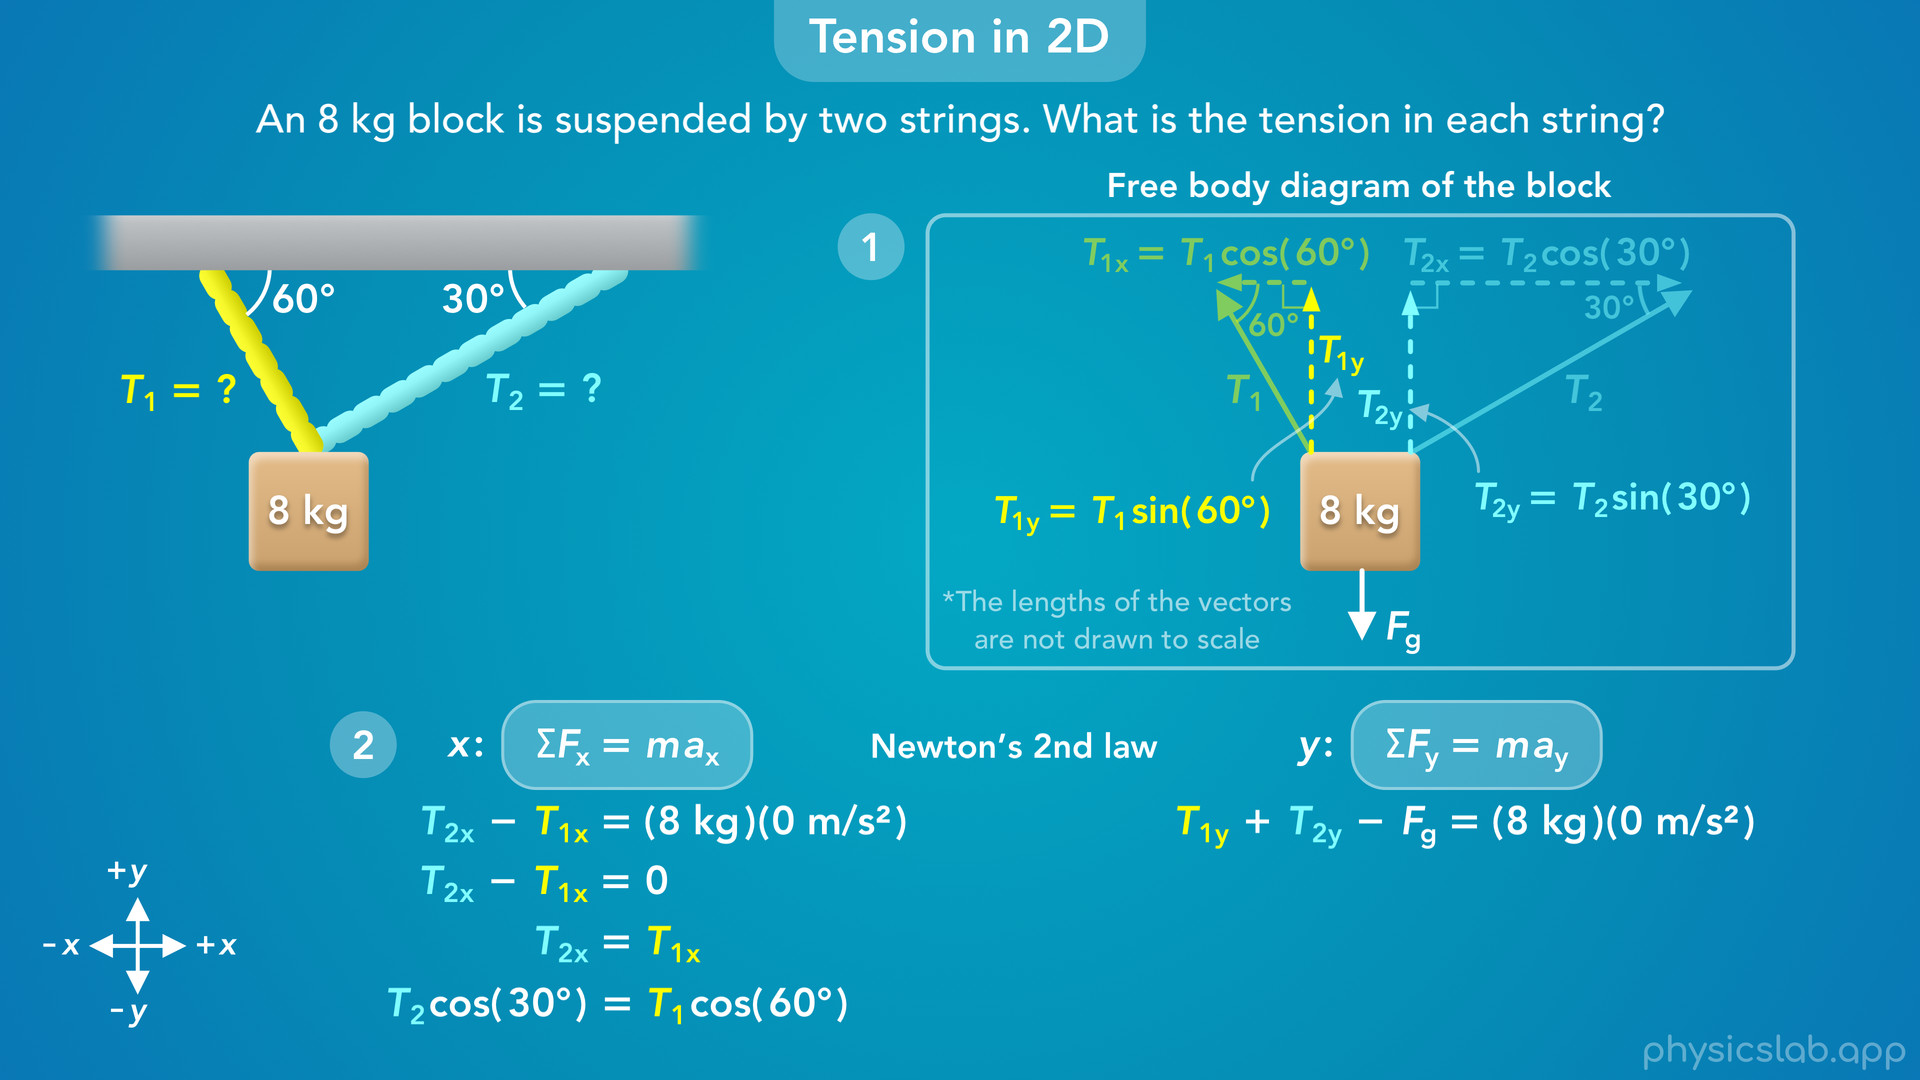 Tension in 2D
An 8 kg block is suspended by two strings. What is the tension in each string?
60°
30°
T₁ = ?
T₂ = ?
8 kg
Free body diagram of the block
1
T₁ₓ = T₁cos(60°)
T₂ₓ = T₂cos(30°)
60°
30°
T₁y
T₁
T₂y
T₂
T₁y = T₁sin(60°)
8 kg
T₂y = T₂sin(30°)
*The lengths of the vectors
are not drawn to scale
Fg
2
x: ΣFₓ = maₓ
Newton’s 2nd law
y: ΣFy = may
T₂ₓ − T₁ₓ = (8 kg)(0 m/s²)
T₂ₓ − T₁ₓ = 0
T₂ₓ = T₁ₓ
T₂cos(30°) = T₁cos(60°)
T₁y + T₂y − Fg = (8 kg)(0 m/s²)
+y
−x
+x
−y
physicslab.app